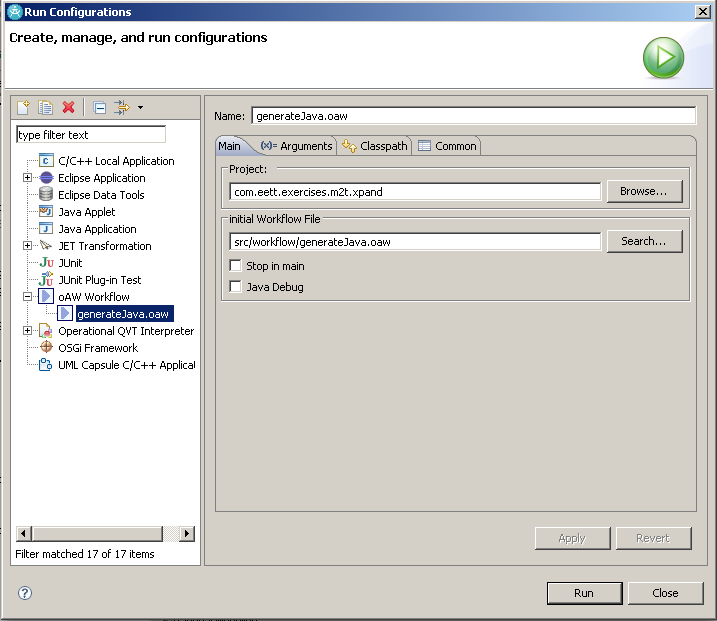 Run Configurations
Create, manage, and run configurations
type filter text
C/C++ Local Application
Eclipse Application
Eclipse Data Tools
Java Applet
Java Application
JET Transformation
JUnit
JUnit Plug-in Test
oAW Workflow
generateJava.oaw
Operational QVT Interpreter
OSGi Framework
UML Capsule C/C++ Applicat
Filter matched 17 of 17 items
Name: generateJava.oaw
Main (x)= Arguments Classpath Common
Project:
com.eett.exercises.m2t.xpand Browse...
initial Workflow File
src/workflow/generateJava.oaw Search...
Stop in main
Java Debug
Apply Revert
? Run Close